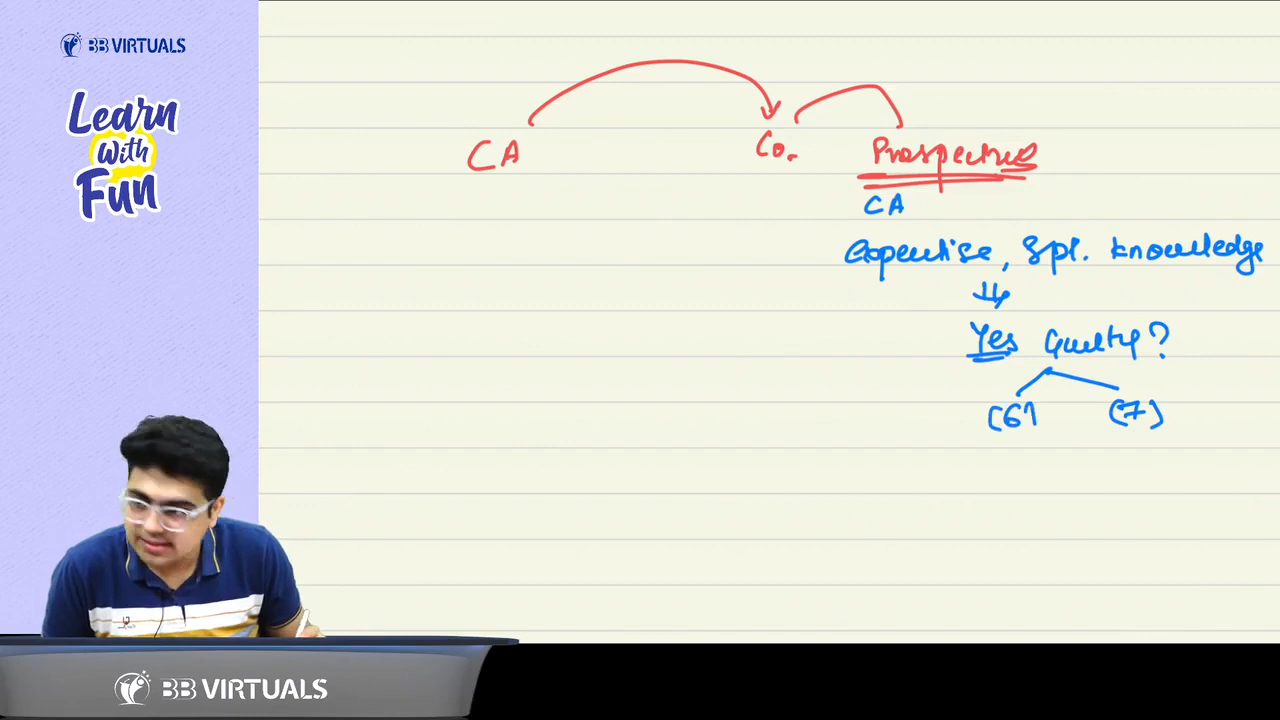 BB VIRTUALS
Learn
With
Fun
CA Co. Prospectus
CA
Expertise, Spl. knowledge
Yes Guilty?
(6) (7)
BB VIRTUALS